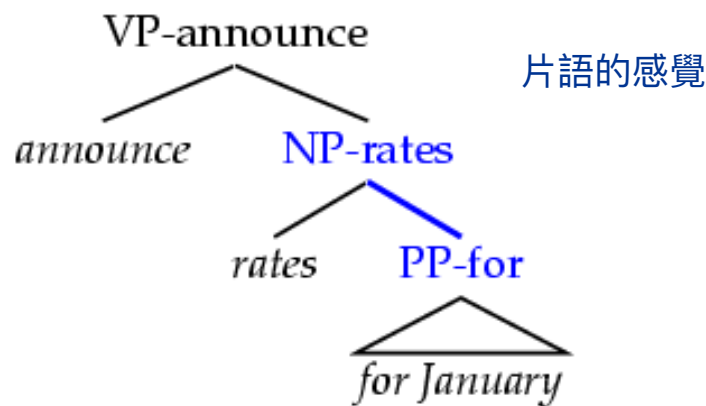 VP-announce
片語的感覺
announce NP-rates
rates PP-for
for January